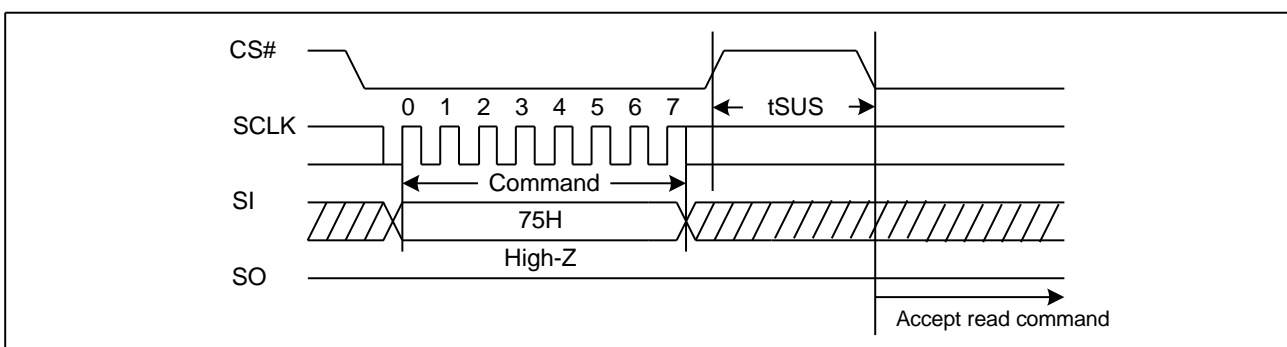 CS#
tSUS
0 1 2 3 4 5 6 7
SCLK
Command
SI
75H
High-Z
SO
Accept read command